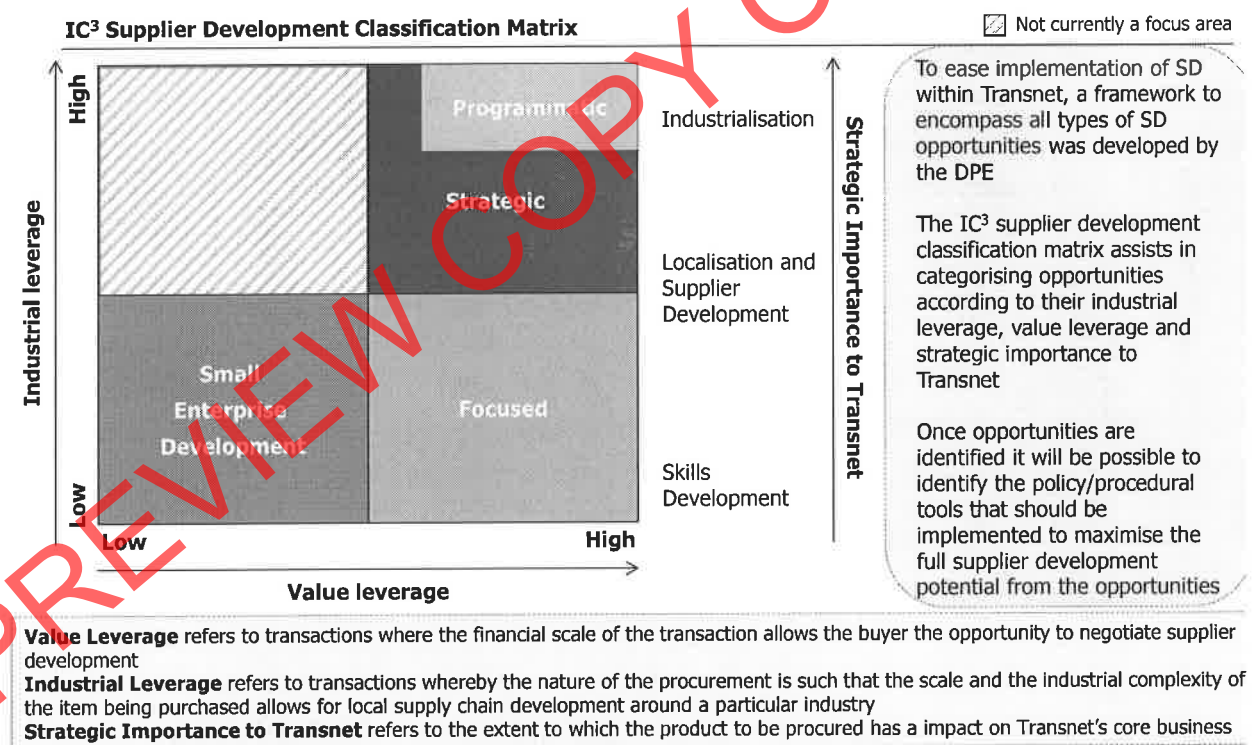 IC³ Supplier Development Classification Matrix
Not currently a focus area
High
Industrial leverage
Low
Programmatic
Strategic
Small
Enterprise
Development
Focused
Low
High
Value leverage
Industrialisation
Localisation and
Supplier
Development
Skills
Development
Strategic Importance to Transnet
To ease implementation of SD
within Transnet, a framework to
encompass all types of SD
opportunities was developed by
the DPE
The IC³ supplier development
classification matrix assists in
categorising opportunities
according to their industrial
leverage, value leverage and
strategic importance to
Transnet
Once opportunities are
identified it will be possible to
identify the policy/procedural
tools that should be
implemented to maximise the
full supplier development
potential from the opportunities
Value Leverage refers to transactions where the financial scale of the transaction allows the buyer the opportunity to negotiate supplier
development
Industrial Leverage refers to transactions whereby the nature of the procurement is such that the scale and the industrial complexity of
the item being purchased allows for local supply chain development around a particular industry
Strategic Importance to Transnet refers to the extent to which the product to be procured has a impact on Transnet's core business
PREVIEW COPY O